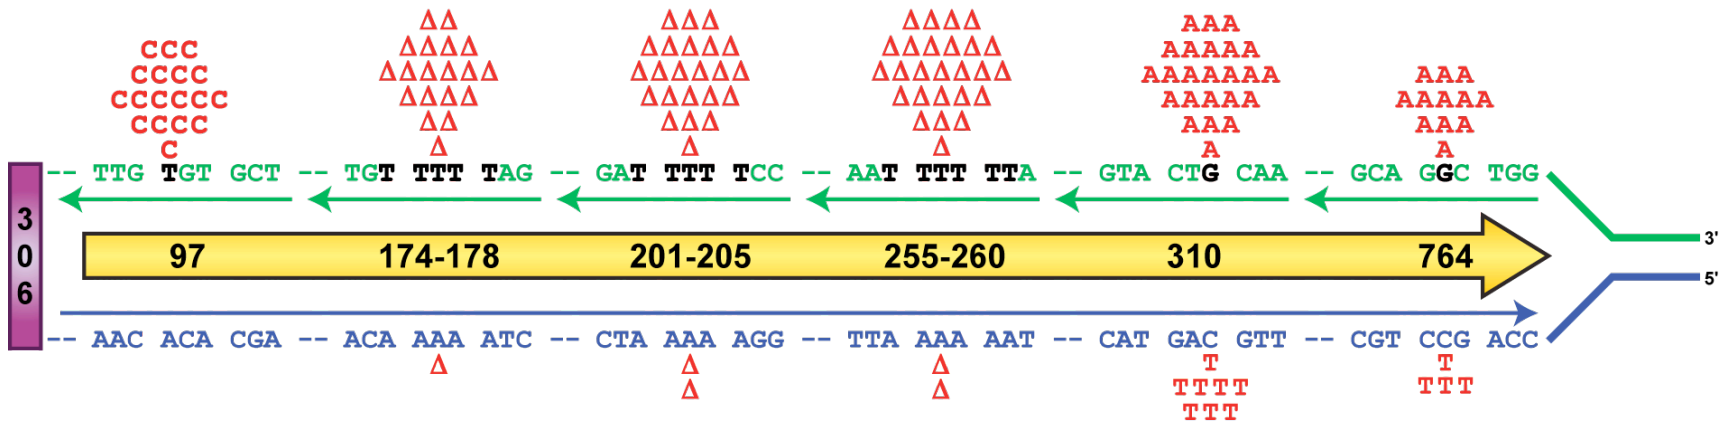 ΔΔ ΔΔΔ ΔΔΔΔ AAA
CCC ΔΔΔΔ ΔΔΔΔΔ ΔΔΔΔΔΔ AAAAA
CCCC ΔΔΔΔΔΔ ΔΔΔΔΔΔ ΔΔΔΔΔΔΔ AAAAAAA AAA
CCCCCC ΔΔΔΔ ΔΔΔΔΔ ΔΔΔΔΔ AAAAA AAAAA
CCCC ΔΔ ΔΔΔ ΔΔΔ AAA AAA
C Δ Δ Δ A A
-- TTG TGT GCT -- TGT TTT TAG -- GAT TTT TCC -- AAT TTT TTA -- GTA CTG CAA -- GCA GGC TGG
306
97 174-178 201-205 255-260 310 764
3'
5'
-- AAC ACA CGA -- ACA AAA ATC -- CTA AAA AGG -- TTA AAA AAT -- CAT GAC GTT -- CGT CCG ACC
Δ Δ Δ T T
Δ Δ TTTT TTT
TTT